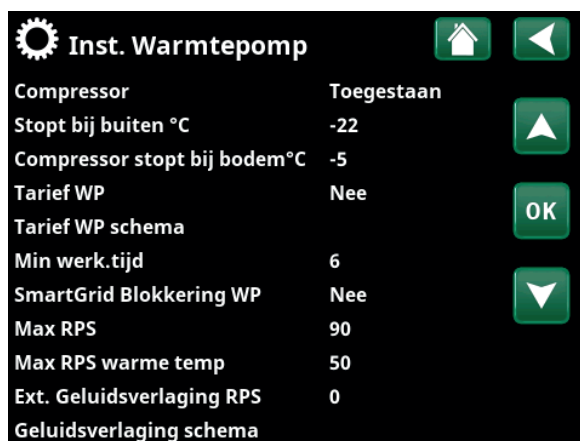 Inst. Warmtepomp
Compressor Toegestaan
Stopt bij buiten °C -22
Compressor stopt bij bodem°C -5
Tarief WP Nee
Tarief WP schema
OK
Min werk.tijd 6
SmartGrid Blokkering WP Nee
Max RPS 90
Max RPS warme temp 50
Ext. Geluidsverlaging RPS 0
Geluidsverlaging schema